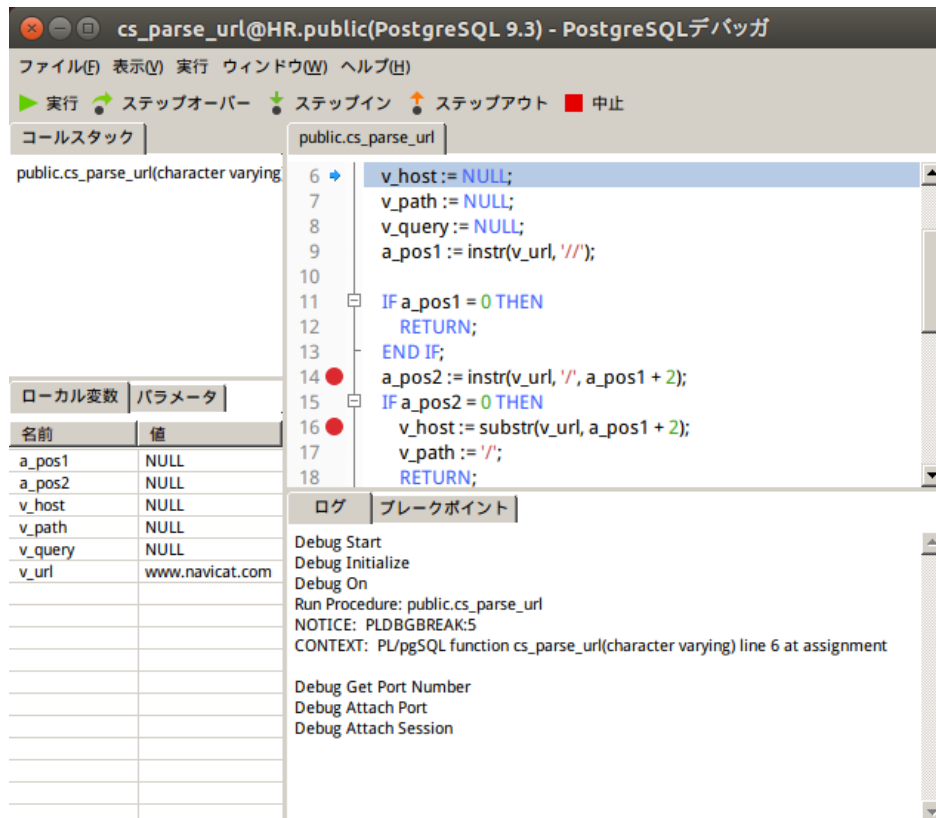 cs_parse_url@HR.public(PostgreSQL 9.3) - PostgreSQLデバッガ
ファイル(F) 表示(V) 実行 ウィンドウ(W) ヘルプ(H)
実行 ステップオーバー ステップイン ステップアウト 中止
コールスタック
public.cs_parse_url(character varying)
public.cs_parse_url
6 v_host := NULL;
7 v_path := NULL;
8 v_query := NULL;
9 a_pos1 := instr(v_url, '//');
10
11 IF a_pos1 = 0 THEN
12 RETURN;
13 END IF;
14 a_pos2 := instr(v_url, '/', a_pos1 + 2);
15 IF a_pos2 = 0 THEN
16 v_host := substr(v_url, a_pos1 + 2);
17 v_path := '/';
18 RETURN;
ローカル変数 パラメータ
名前 値
a_pos1 NULL
a_pos2 NULL
v_host NULL
v_path NULL
v_query NULL
v_url www.navicat.com
ログ ブレークポイント
Debug Start
Debug Initialize
Debug On
Run Procedure: public.cs_parse_url
NOTICE: PLDBGBREAK:5
CONTEXT: PL/pgSQL function cs_parse_url(character varying) line 6 at assignment
Debug Get Port Number
Debug Attach Port
Debug Attach Session